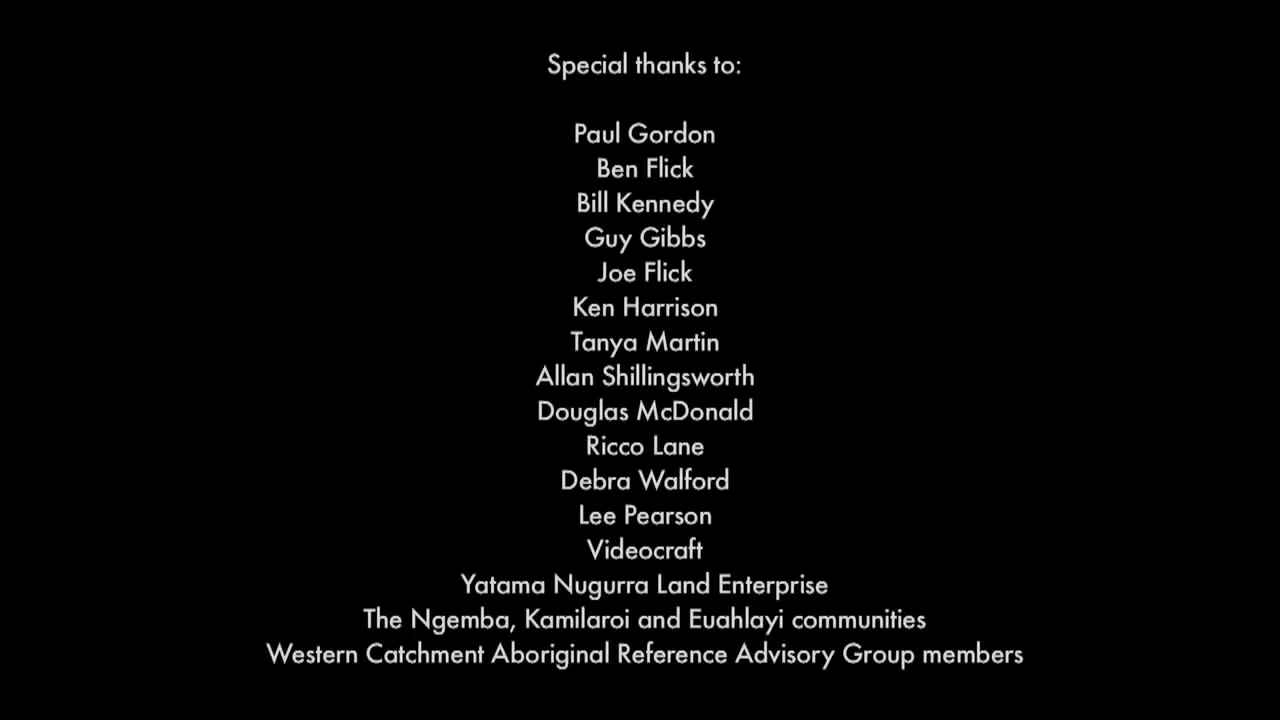 Special thanks to:
Paul Gordon
Ben Flick
Bill Kennedy
Guy Gibbs
Joe Flick
Ken Harrison
Tanya Martin
Allan Shillingsworth
Douglas McDonald
Ricco Lane
Debra Walford
Lee Pearson
Videocraft
Yatama Nugurra Land Enterprise
The Ngemba, Kamilaroi and Euahlayi communities
Western Catchment Aboriginal Reference Advisory Group members